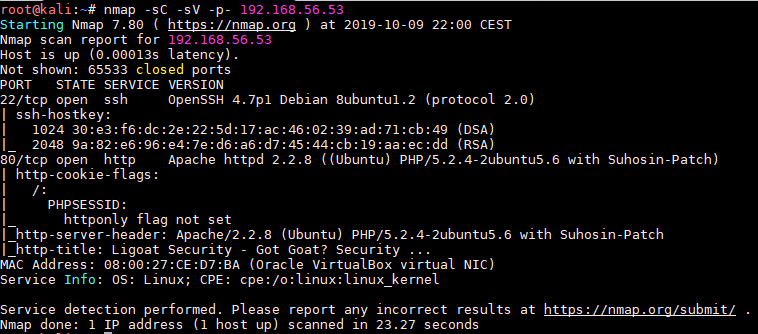 root@kali:~# nmap -sC -sV -p- 192.168.56.53
Starting Nmap 7.80 ( https://nmap.org ) at 2019-10-09 22:00 CEST
Nmap scan report for 192.168.56.53
Host is up (0.00013s latency).
Not shown: 65533 closed ports
PORT   STATE SERVICE VERSION
22/tcp open  ssh     OpenSSH 4.7p1 Debian 8ubuntu1.2 (protocol 2.0)
| ssh-hostkey:
|   1024 30:e3:f6:dc:2e:22:5d:17:ac:46:02:39:ad:71:cb:49 (DSA)
|_  2048 9a:82:e6:96:e4:7e:d6:a6:d7:45:44:cb:19:aa:ec:dd (RSA)
80/tcp open  http    Apache httpd 2.2.8 ((Ubuntu) PHP/5.2.4-2ubuntu5.6 with Suhosin-Patch)
| http-cookie-flags:
|   /:
|     PHPSESSID:
|_      httponly flag not set
|_http-server-header: Apache/2.2.8 (Ubuntu) PHP/5.2.4-2ubuntu5.6 with Suhosin-Patch
|_http-title: Ligoat Security - Got Goat? Security ...
MAC Address: 08:00:27:CE:D7:BA (Oracle VirtualBox virtual NIC)
Service Info: OS: Linux; CPE: cpe:/o:linux:linux_kernel

Service detection performed. Please report any incorrect results at https://nmap.org/submit/ .
Nmap done: 1 IP address (1 host up) scanned in 23.27 seconds